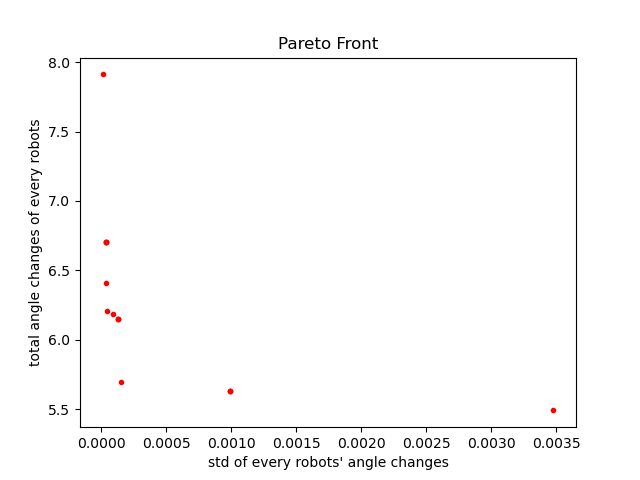 Pareto Front
total angle changes of every robots
8.0
7.5
7.0
6.5
6.0
5.5
0.0000 0.0005 0.0010 0.0015 0.0020 0.0025 0.0030 0.0035
std of every robots' angle changes